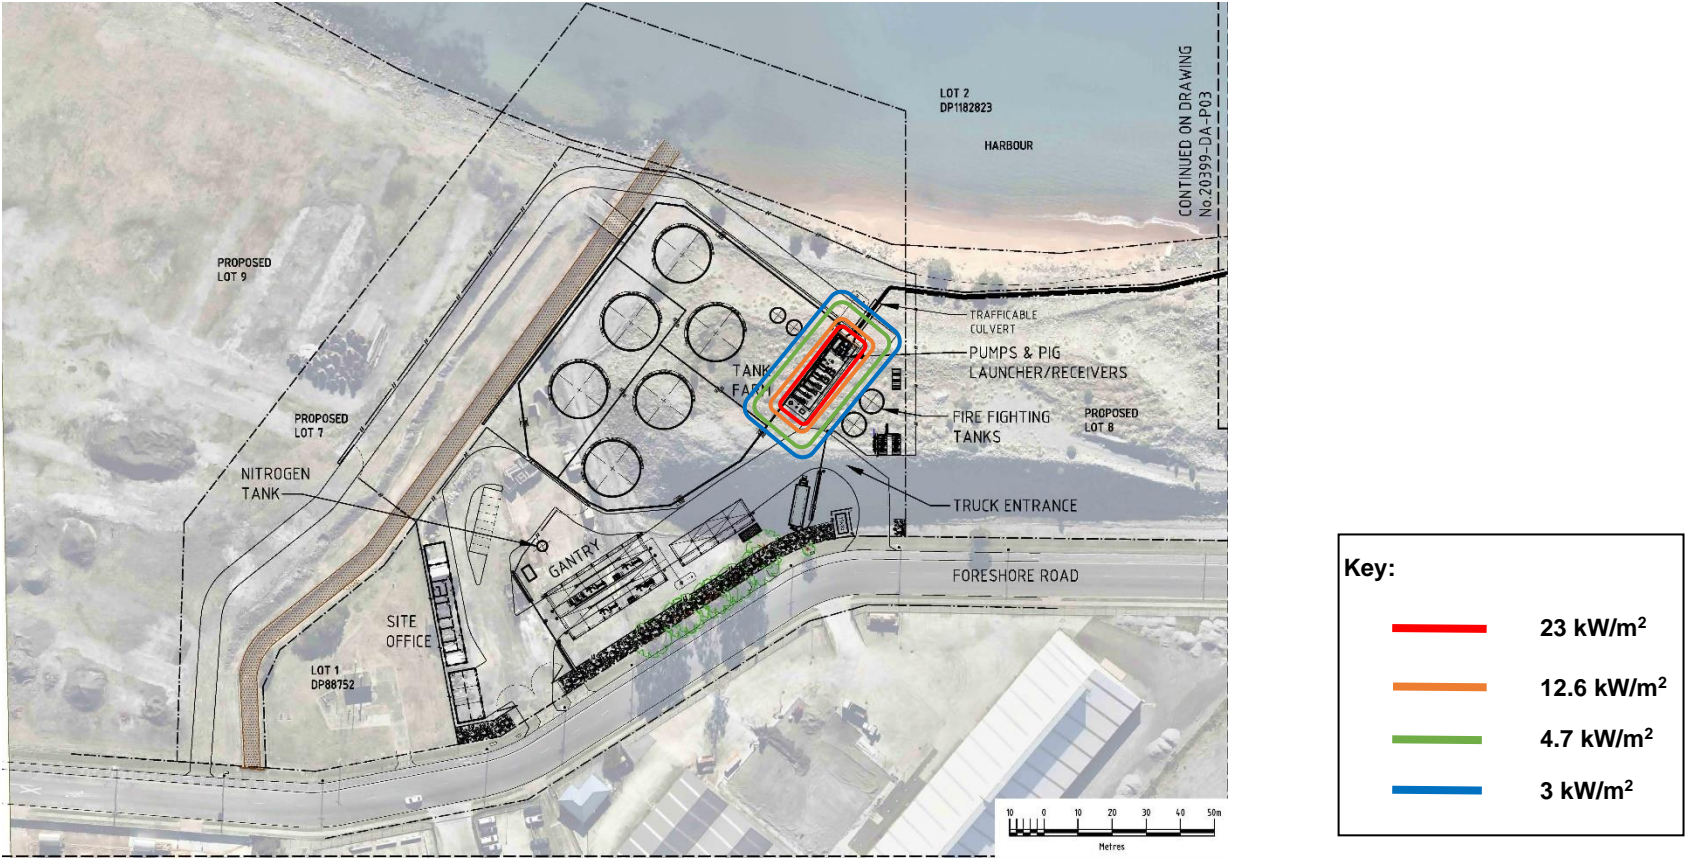 LOT 2
DP1182823
HARBOUR
CONTINUED ON DRAWING
No.20399-DA-P03
PROPOSED
LOT 9
TRAFFICABLE
CULVERT
PUMPS & PIG
LAUNCHER/RECEIVERS
TANK
FARM
FIRE FIGHTING
TANKS
PROPOSED
LOT 8
PROPOSED
LOT 7
NITROGEN
TANK
TRUCK ENTRANCE
GANTRY
FORESHORE ROAD
SITE
OFFICE
LOT 1
DP88752
10 0 10 20 30 40 50m
Metres
Key:
23 kW/m²
12.6 kW/m²
4.7 kW/m²
3 kW/m²